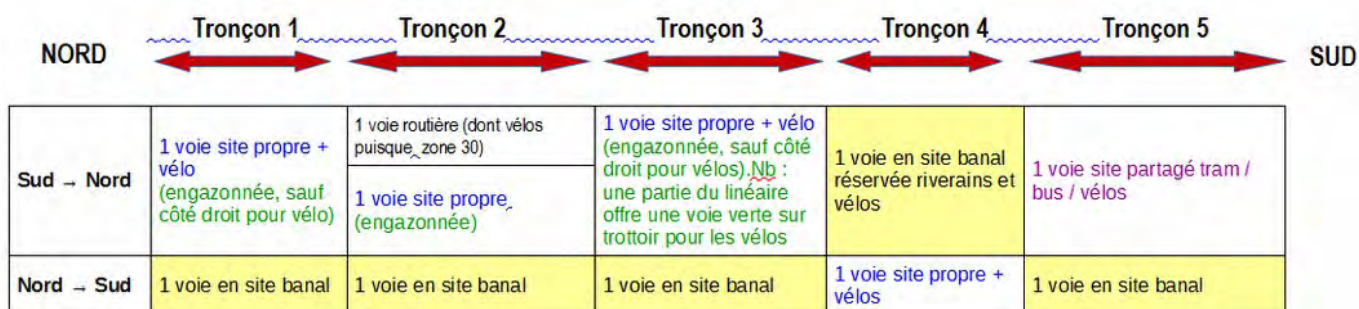 NORD Tronçon 1 Tronçon 2 Tronçon 3 Tronçon 4 Tronçon 5 SUD
Sud → Nord
1 voie site propre +
vélo
(engazonnée, sauf
côté droit pour vélo)
1 voie routière (dont vélos
puisque zone 30)
1 voie site propre
(engazonnée)
1 voie site propre + vélo
(engazonnée, sauf côté
droit pour vélos).Nb :
une partie du linéaire
offre une voie verte sur
trottoir pour les vélos
1 voie en site banal
réservée riverains et
vélos
1 voie site partagé tram /
bus / vélos
Nord → Sud
1 voie en site banal
1 voie en site banal
1 voie en site banal
1 voie site propre +
vélos
1 voie en site banal